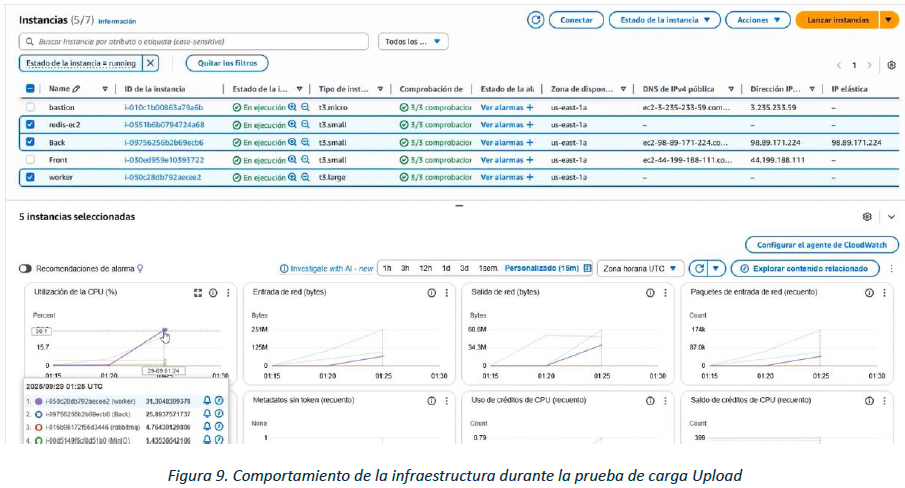 Instancias (5/7) Información
Conectar
Estado de la instancia
Acciones
Lanzar instancias
Buscar Instancia por atributo o etiqueta (case-sensitive)
Todos los ...
Estado de la instancia = running
Quitar los filtros
1
Name ID de la instancia Estado de la i... Tipo de inst... Comprobación de Estado de la al Zona de dispon... DNS de IPv4 pública Dirección IP... IP elástica
bastion i-010c1b00863a79a6b En ejecución t3.micro 3/3 comprobacior Ver alarmas + us-east-1a ec2-3-235-233-59.com... 3.235.233.59 –
redis-ec2 i-0551b6b0794724a68 En ejecución t3.small 3/3 comprobacior Ver alarmas + us-east-1a – – –
Back i-09756256b2b69ecb6 En ejecución t3.small 3/3 comprobacior Ver alarmas + us-east-1a ec2-98-89-171-224.co... 98.89.171.224 98.89.171.224
Front i-030ed959e10393722 En ejecución t3.small 3/3 comprobacior Ver alarmas + us-east-1a ec2-44-199-188-111.co... 44.199.188.111 –
worker i-050c28db792aecee2 En ejecución t3.large 3/3 comprobacior Ver alarmas + us-east-1a – – –
5 instancias seleccionadas
Configurar el agente de CloudWatch
Recomendaciones de alarma
Investigate with AI - new
1h 3h 12h 1d 3d 1sem. Personalizado (15m)
Zona horaria UTC
Explorar contenido relacionado
Utilización de la CPU (%)
Percent
30.1
15.7
0
01:15 01:20 01:30
29-09 01:24
2025/09/29 01:25 UTC
1. i-050c28db792aecee2 (worker) 31.3048399378
2. i-09756256b2b69ecb6 (Back) 25.8937571737
3. (rabbitmq) 4.76430129806
4. (MinIO) 1.43536042106
Entrada de red (bytes)
Bytes
251M
125M
0
01:15 01:20 01:25 01:30
Salida de red (bytes)
Bytes
68.6M
34.3M
0
01:15 01:20 01:25 01:30
Paquetes de entrada de red (recuento)
Count
174k
87.0k
0
01:15 01:20 01:25 01:30
Metadatos sin token (recuento)
None
1
Uso de créditos de CPU (recuento)
Count
0.79
Saldo de créditos de CPU (recuento)
Count
399
Figura 9. Comportamiento de la infraestructura durante la prueba de carga Upload